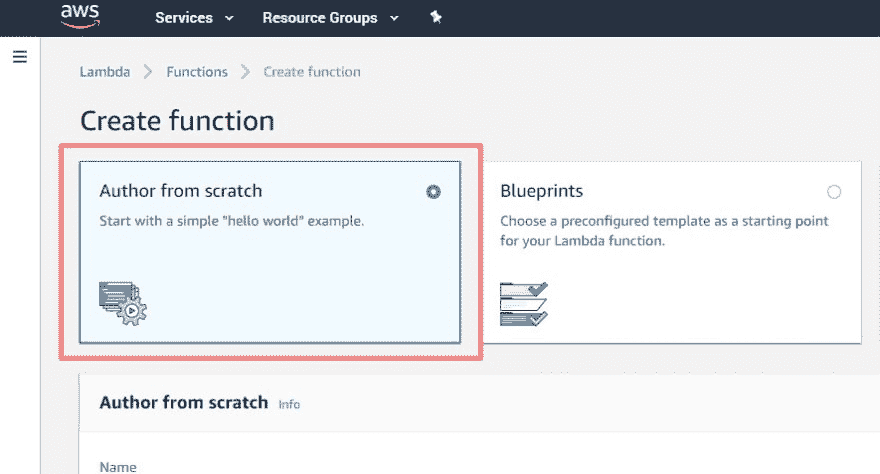 aws Services Resource Groups
Lambda Functions Create function
Create function
Author from scratch
Start with a simple "hello world" example.
Blueprints
Choose a preconfigured template as a starting point
for your Lambda function.
Author from scratch Info
Name